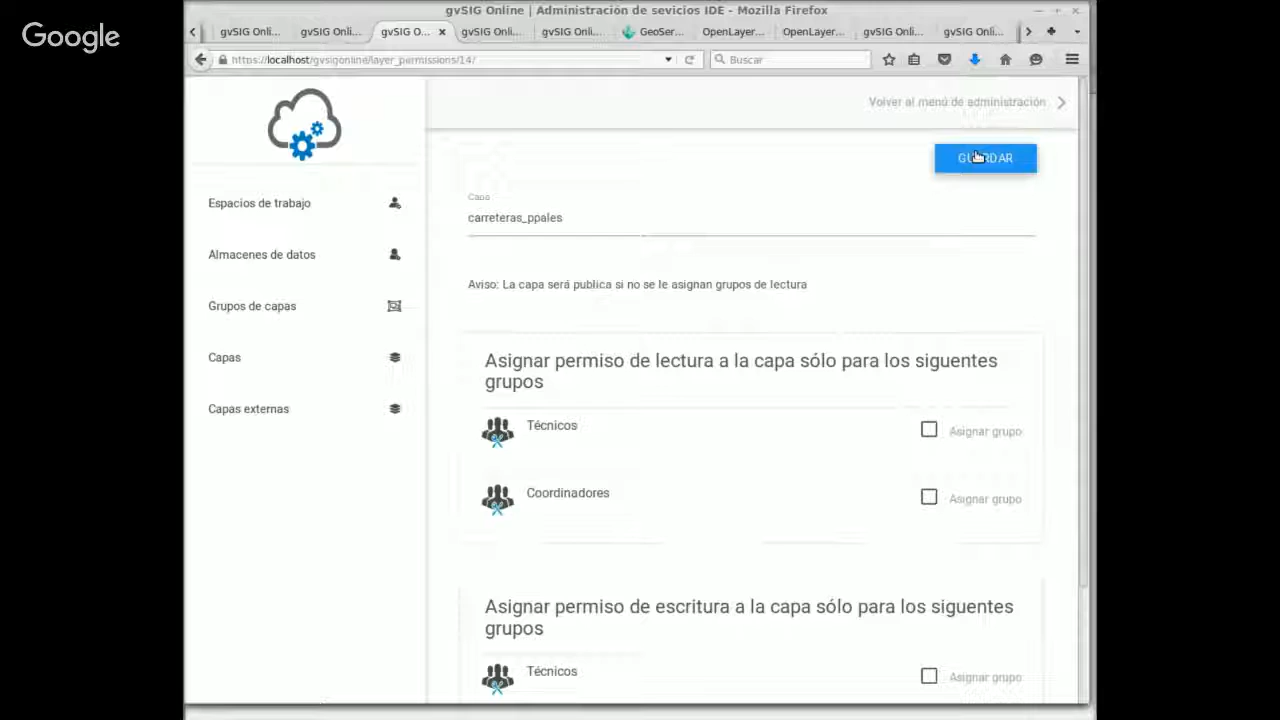 gvSIG Online | Administración de sevicios IDE - Mozilla Firefox
Google
gvSIG Onli... gvSIG Onli... gvSIG O... gvSIG Onli... gvSIG Onli... GeoSer... OpenLayer... OpenLayer... gvSIG Onli... gvSIG Onli...
https://localhost/gvsigonline/layer_permissions/14/ Buscar
Volver al menú de administración
GUARDAR
Espacios de trabajo
Almacenes de datos
Grupos de capas
Capas
Capas externas
Capa
carreteras_ppales
Aviso: La capa será publica si no se le asignan grupos de lectura
Asignar permiso de lectura a la capa sólo para los siguentes
grupos
Técnicos Asignar grupo
Coordinadores Asignar grupo
Asignar permiso de escritura a la capa sólo para los siguentes
grupos
Técnicos Asignar grupo